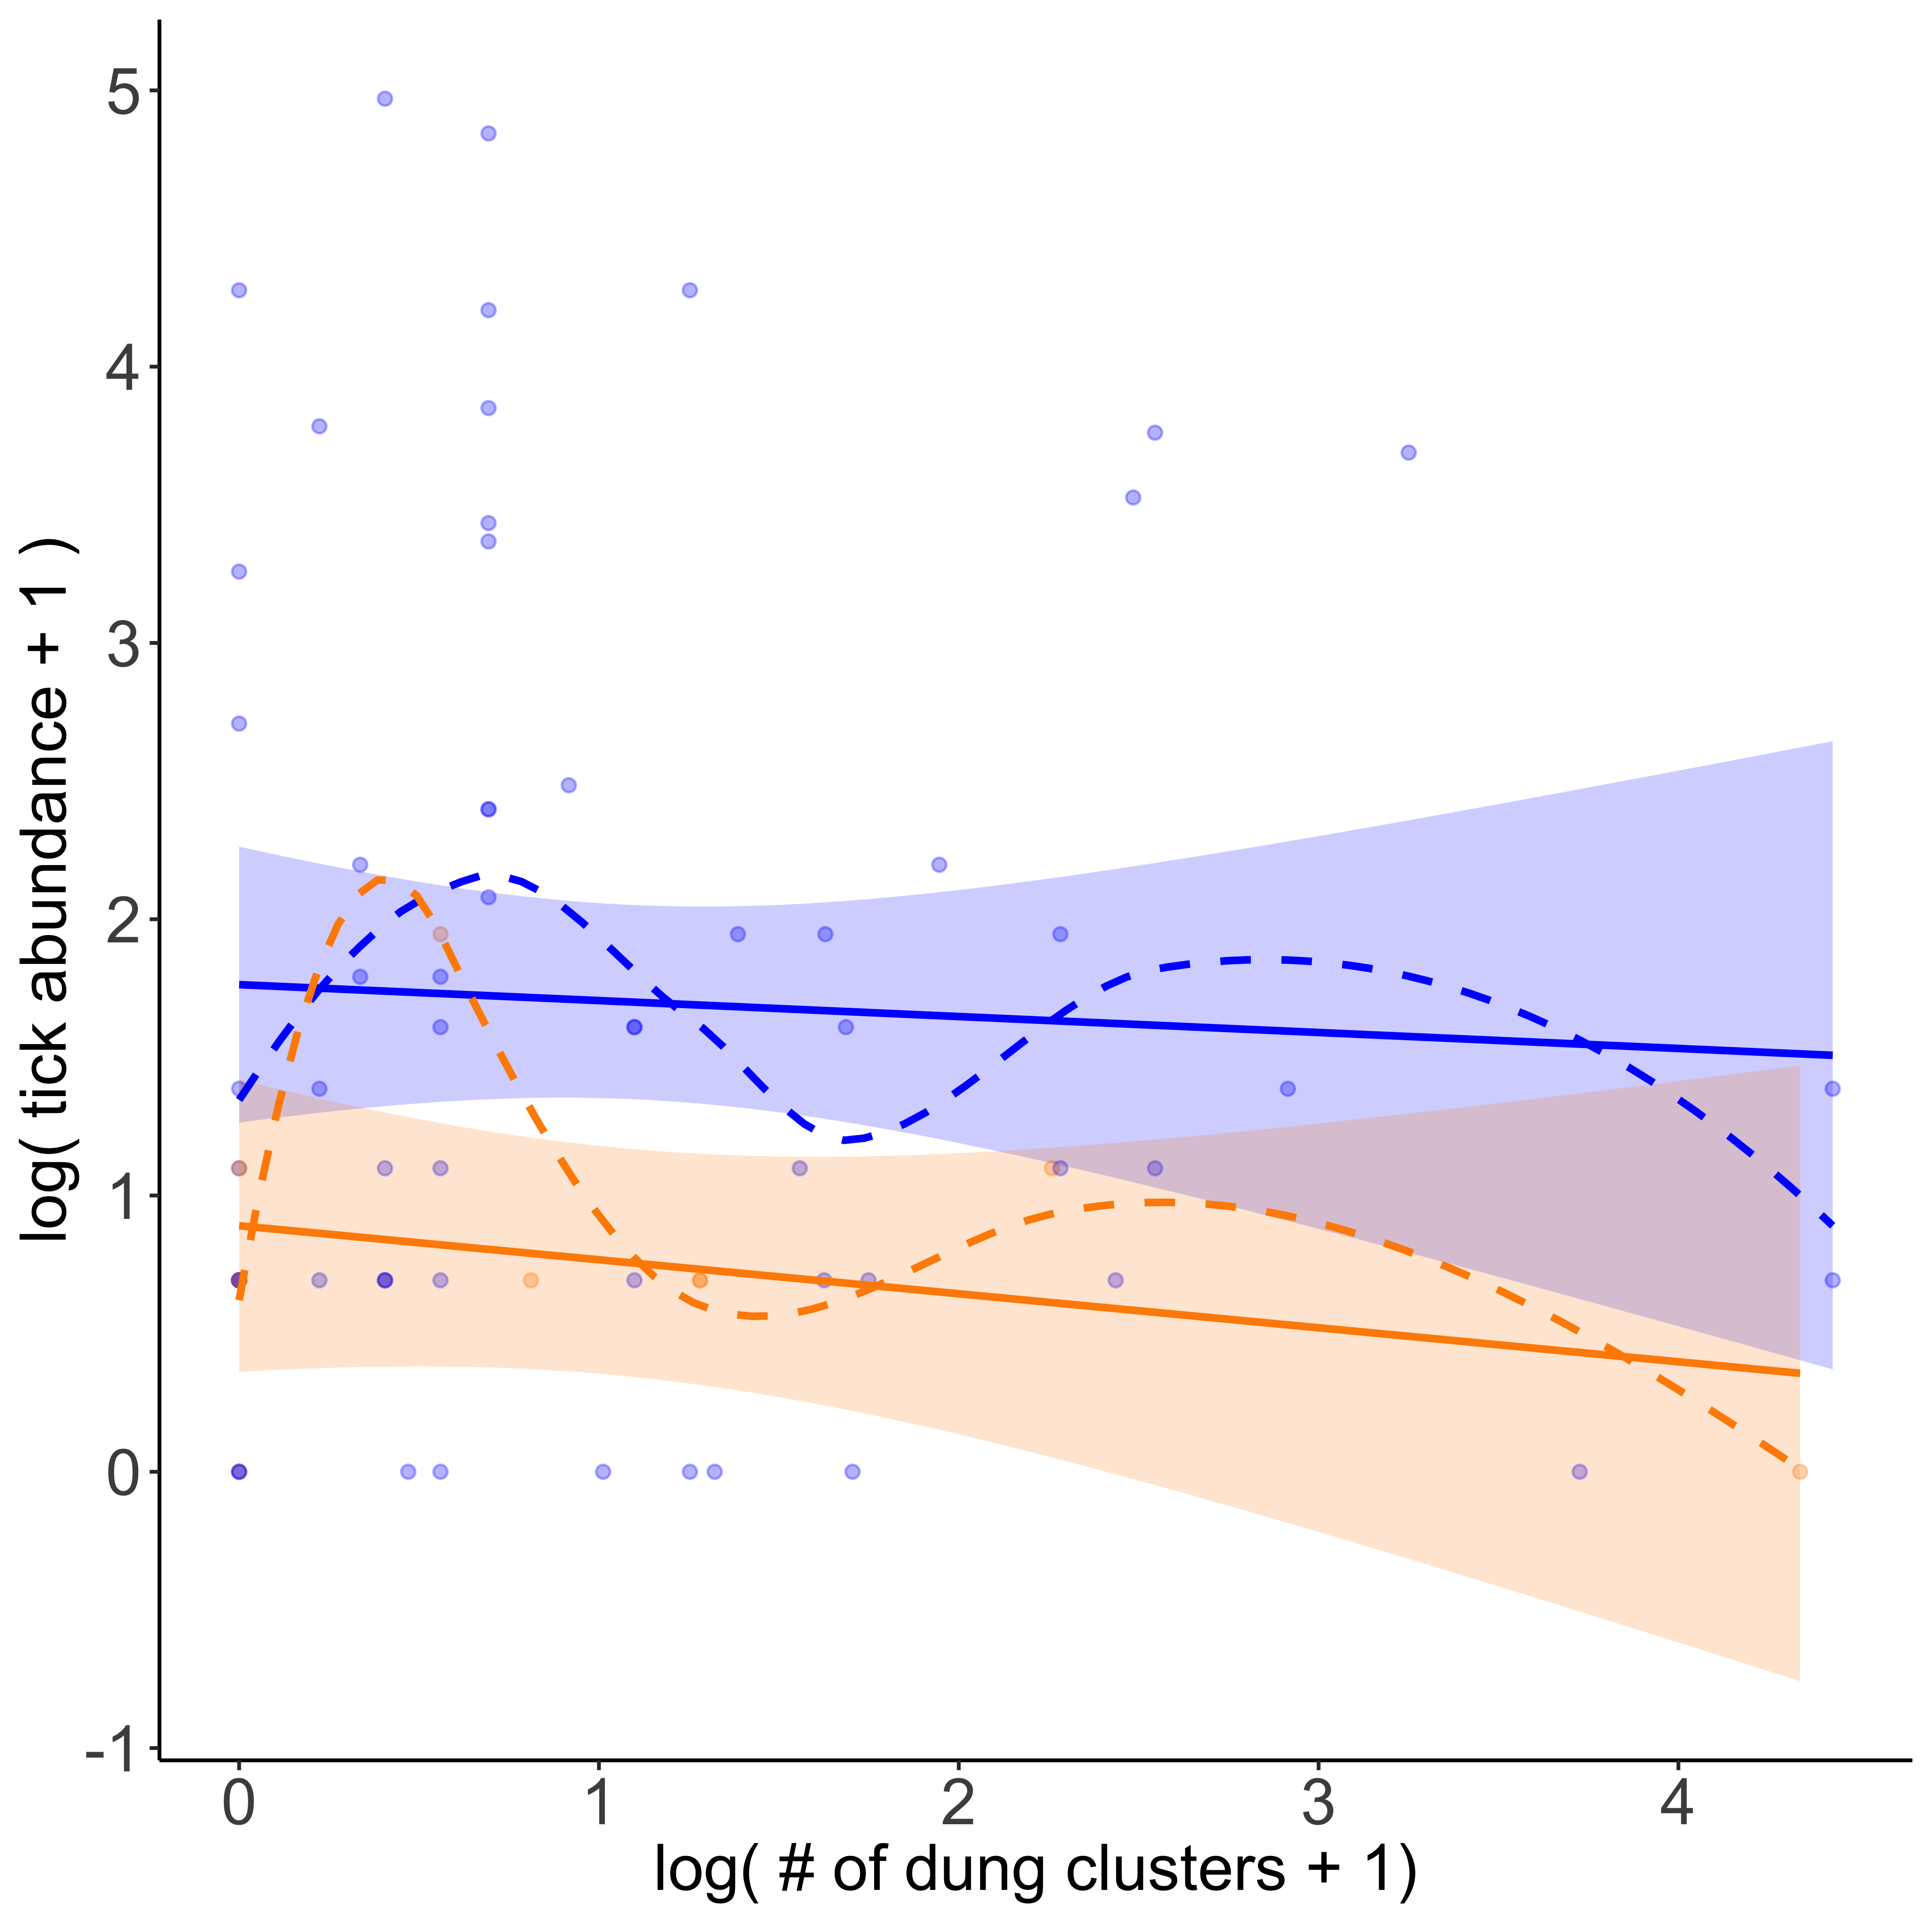 log( tick abundance + 1 )
5
4
3
2
1
0
-1
0 1 2 3 4
log( # of dung clusters + 1)